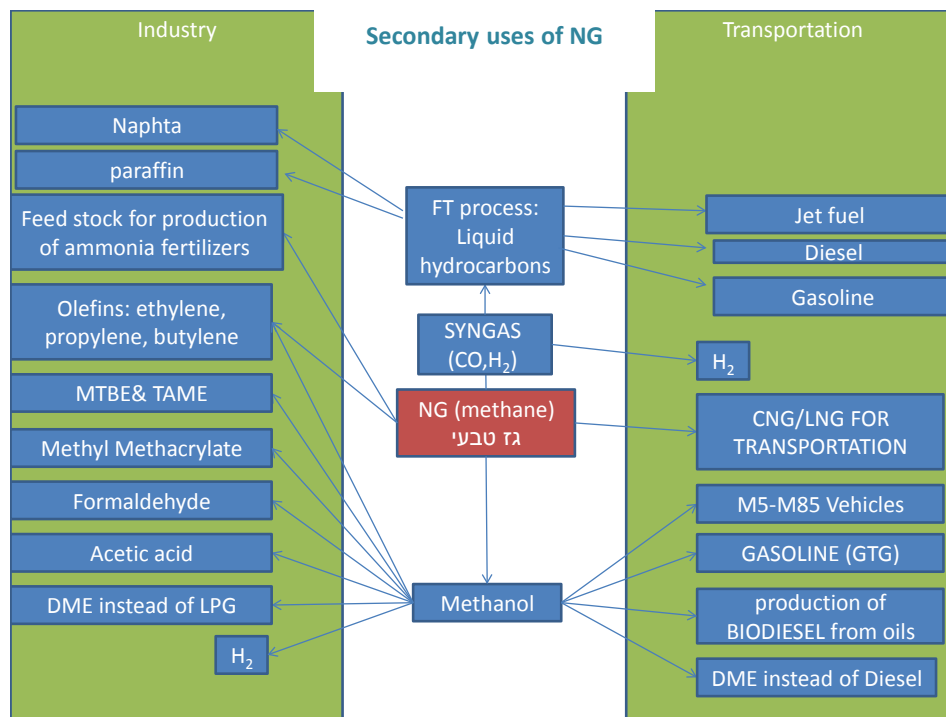 Industry
Secondary uses of NG
Transportation
Naphta
paraffin
Feed stock for production
of ammonia fertilizers
Olefins: ethylene,
propylene, butylene
MTBE& TAME
Methyl Methacrylate
Formaldehyde
Acetic acid
DME instead of LPG
H₂
FT process:
Liquid
hydrocarbons
SYNGAS
(CO,H₂)
NG (methane)
גז טבעי
Methanol
Jet fuel
Diesel
Gasoline
H₂
CNG/LNG FOR
TRANSPORTATION
M5-M85 Vehicles
GASOLINE (GTG)
production of
BIODIESEL from oils
DME instead of Diesel